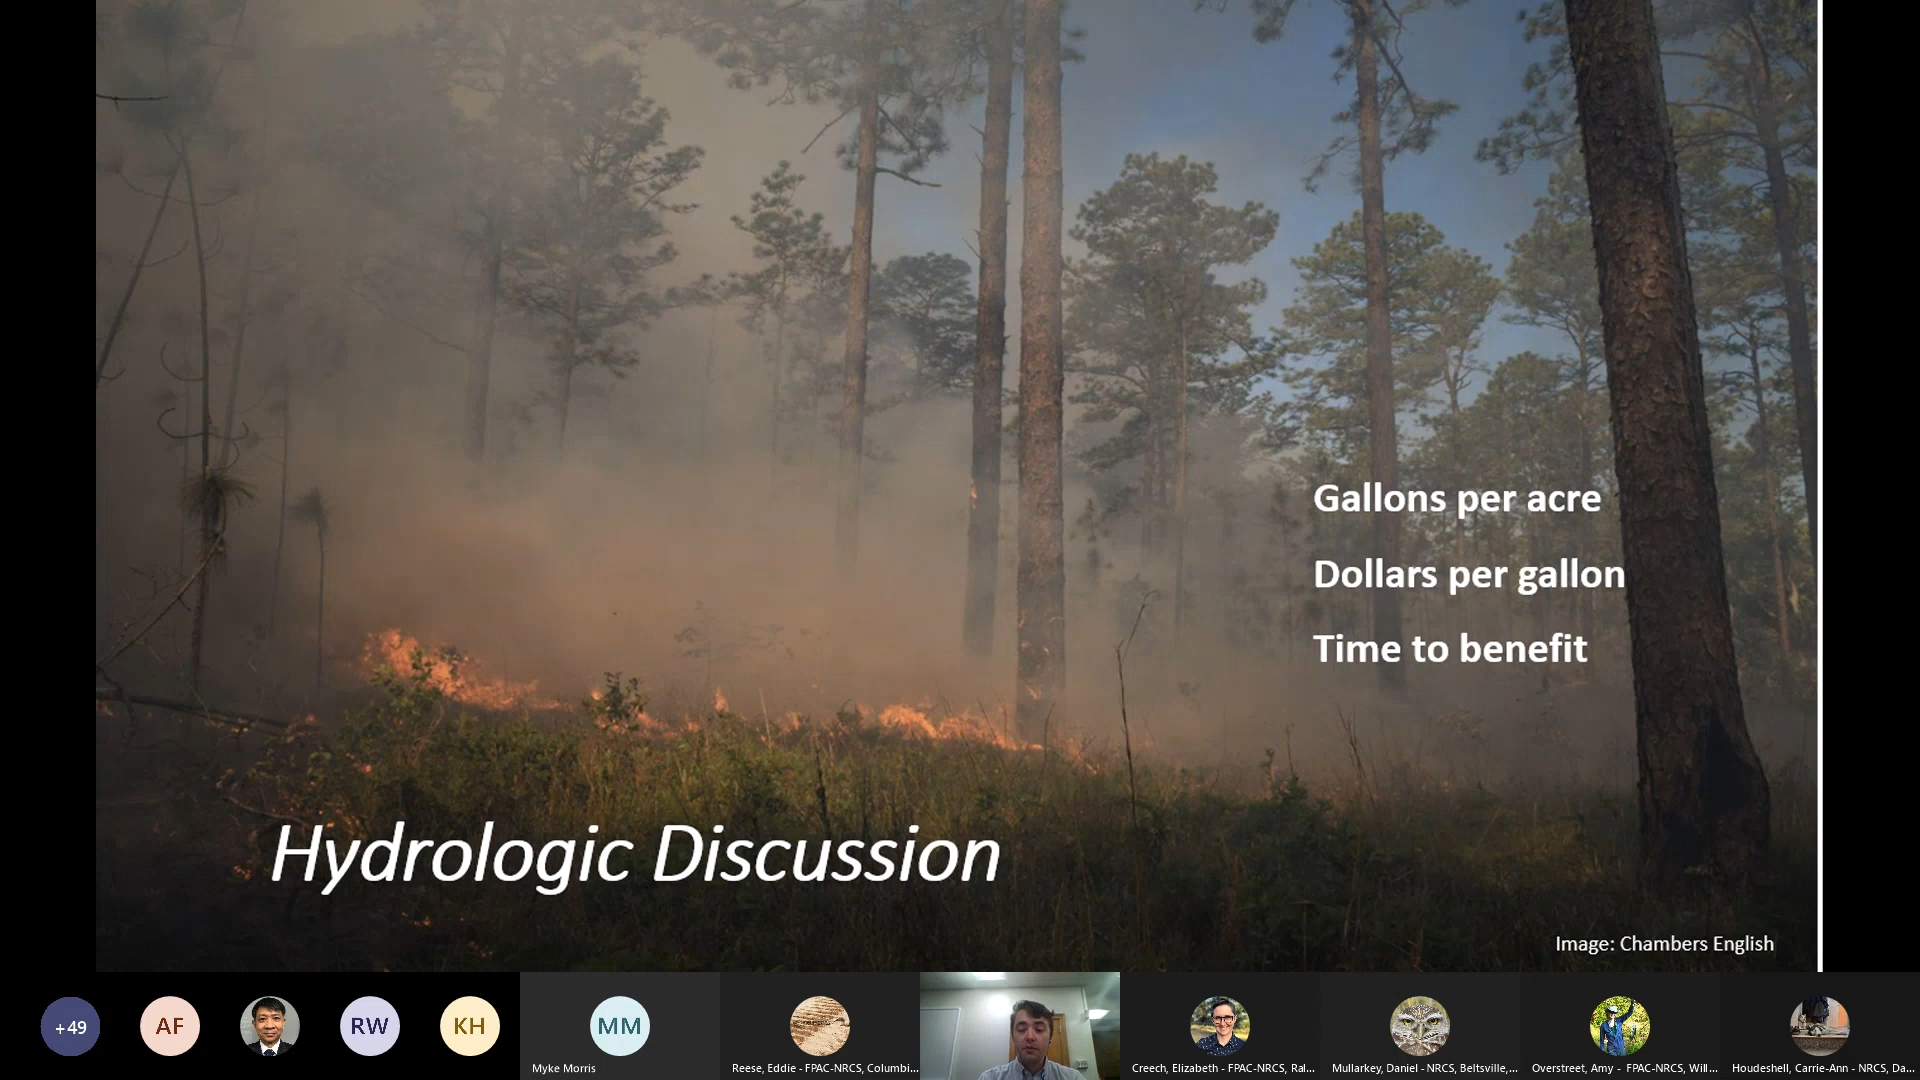 Gallons per acre
Dollars per gallon
Time to benefit
Hydrologic Discussion
Image: Chambers English
+49
AF
RW
KH
MM
Myke Morris
Reese, Eddie - FPAC-NRCS, Columbi...
Creech, Elizabeth - FPAC-NRCS, Ral...
Mullarkey, Daniel - NRCS, Beltsville,...
Overstreet, Amy - FPAC-NRCS, Will...
Houdeshell, Carrie-Ann - NRCS, Da...